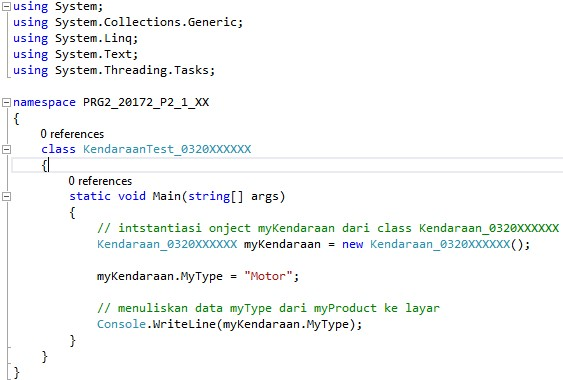 using System;
using System.Collections.Generic;
using System.Linq;
using System.Text;
using System.Threading.Tasks;
namespace PRG2_20172_P2_1_XX
{
0 references
class KendaraanTest_0320XXXXXX
{
0 references
static void Main(string[] args)
{
// intstantiasi onject myKendaraan dari class Kendaraan_0320XXXXXX
Kendaraan_0320XXXXXX myKendaraan = new Kendaraan_0320XXXXXX();
myKendaraan.MyType = "Motor";
// menuliskan data myType dari myProduct ke layar
Console.WriteLine(myKendaraan.MyType);
}
}
}